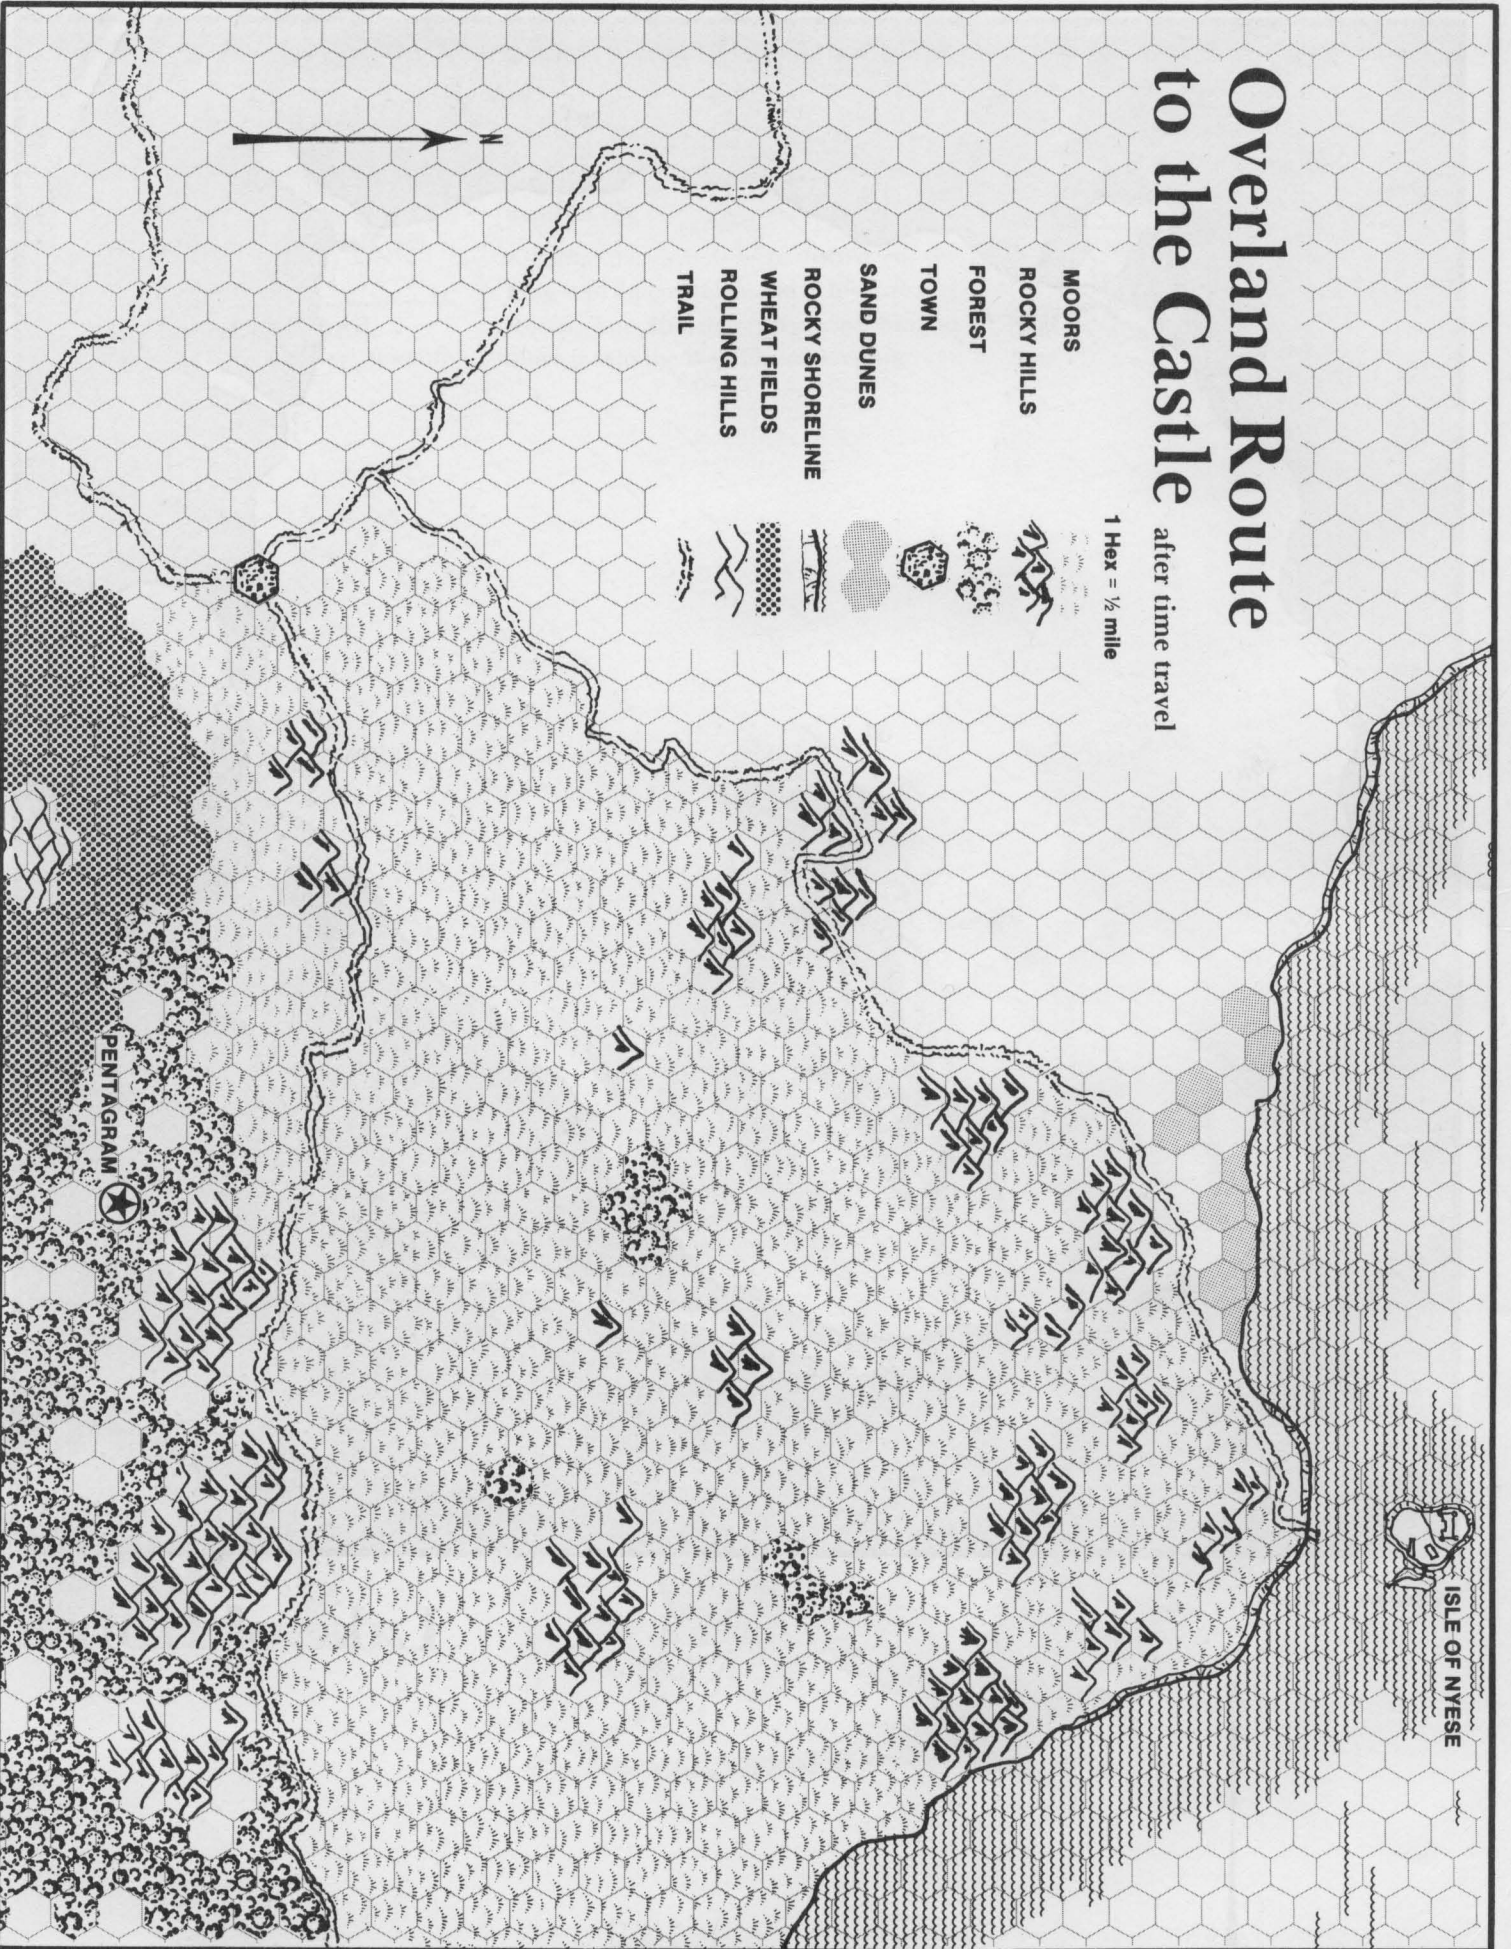 Overland Route
to the Castle after time travel
1 Hex = ½ mile
MOORS
ROCKY HILLS
FOREST
TOWN
SAND DUNES
ROCKY SHORELINE
WHEAT FIELDS
ROLLING HILLS
TRAIL
N
ISLE OF NYESE
PENTAGRAM